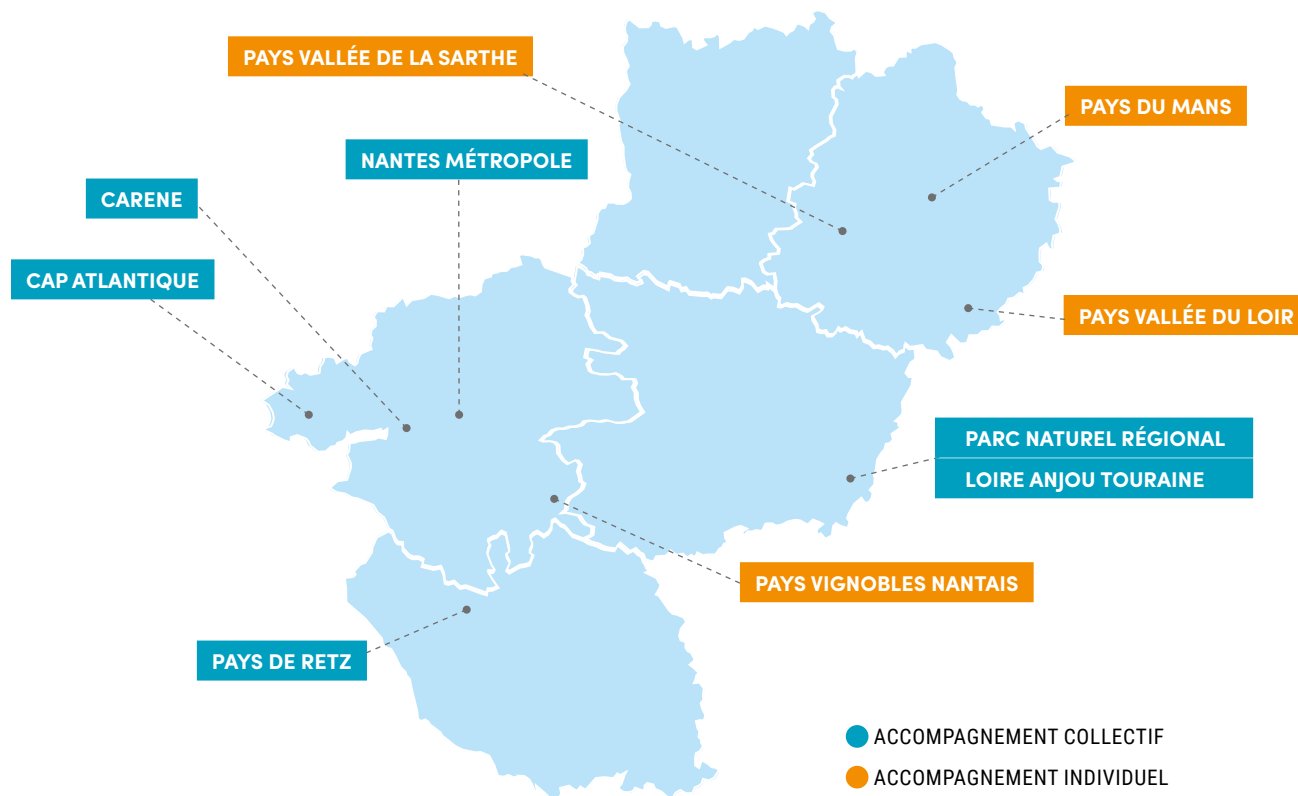 PAYS VALLÉE DE LA SARTHE
PAYS DU MANS
NANTES MÉTROPOLE
CARENE
CAP ATLANTIQUE
PAYS VALLÉE DU LOIR
PARC NATUREL RÉGIONAL
LOIRE ANJOU TOURAINE
PAYS VIGNOBLES NANTAIS
PAYS DE RETZ
ACCOMPAGNEMENT COLLECTIF
ACCOMPAGNEMENT INDIVIDUEL